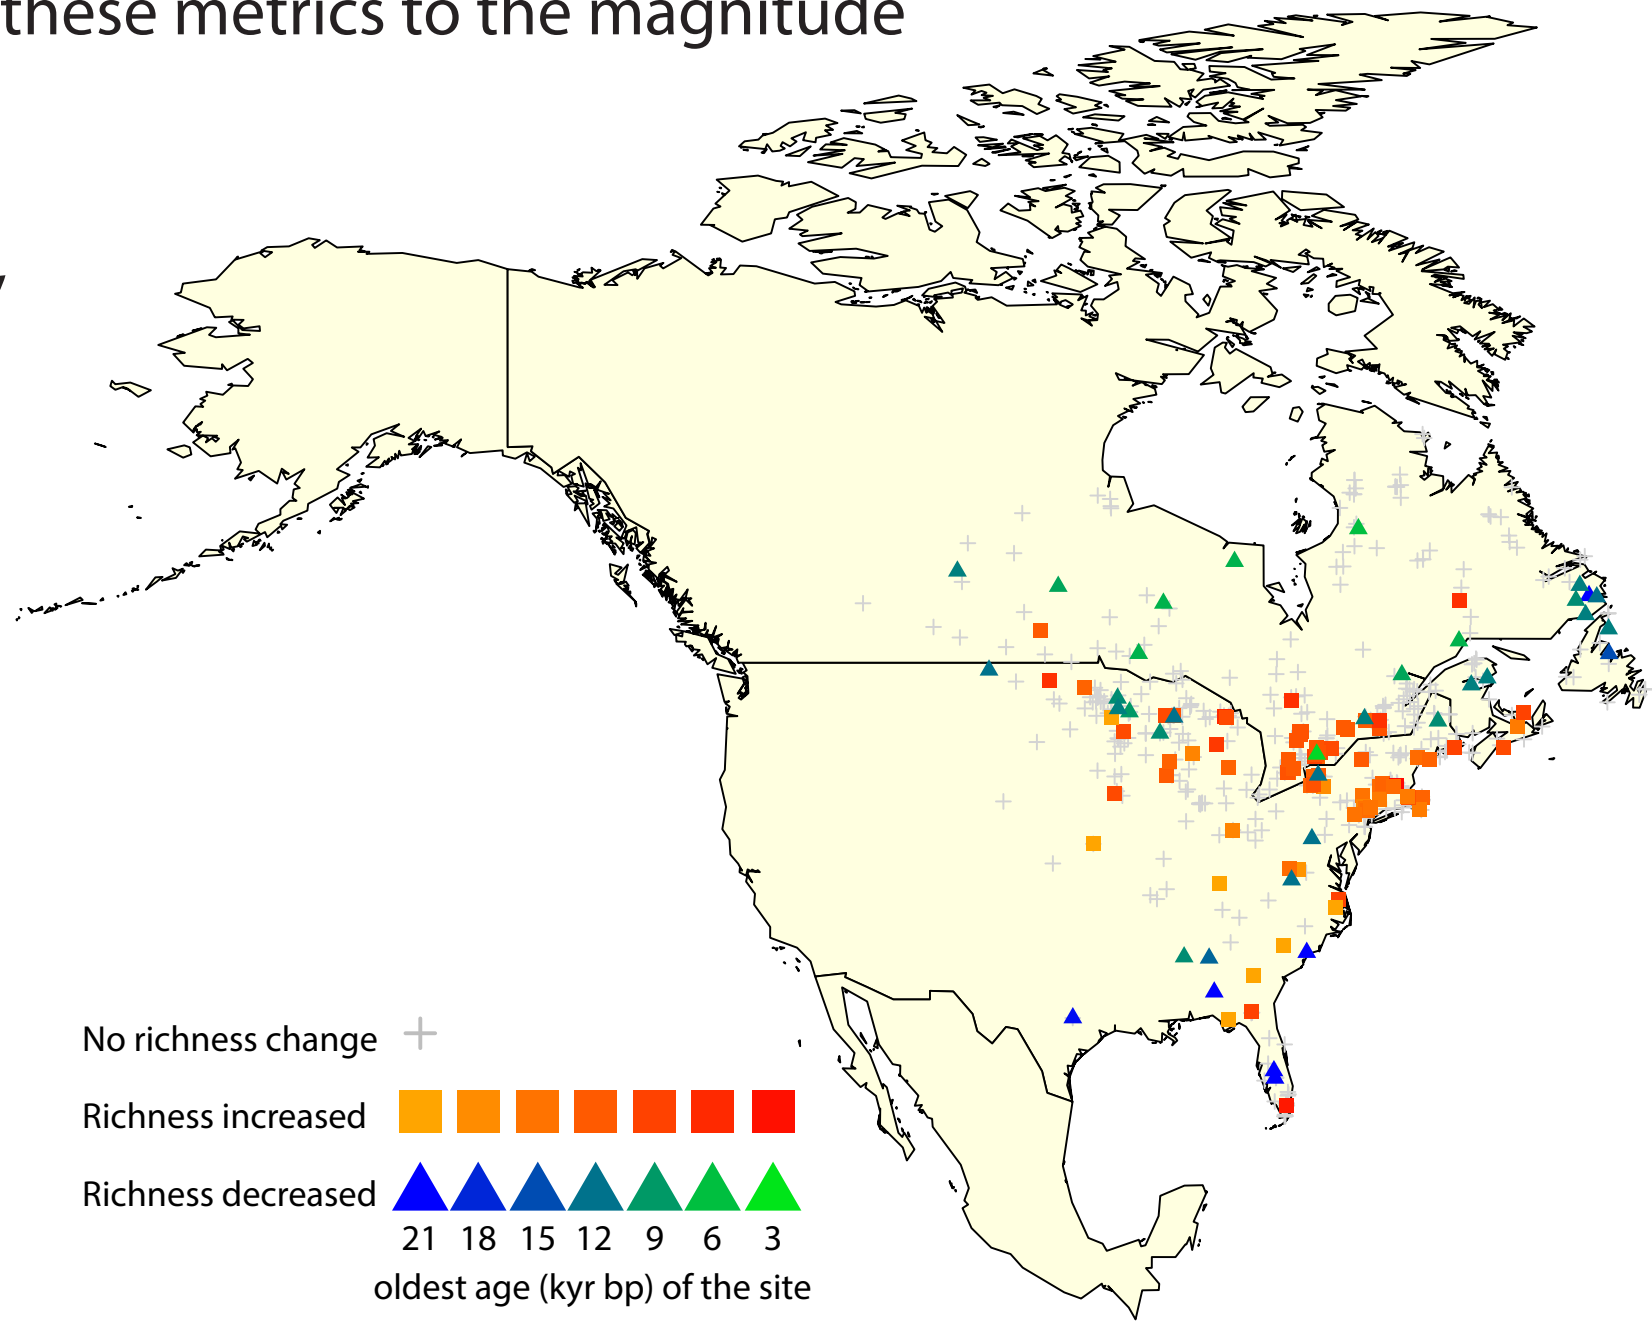 these metrics to the magnitude
No richness change
Richness increased
Richness decreased
21 18 15 12 9 6 3
oldest age (kyr bp) of the site